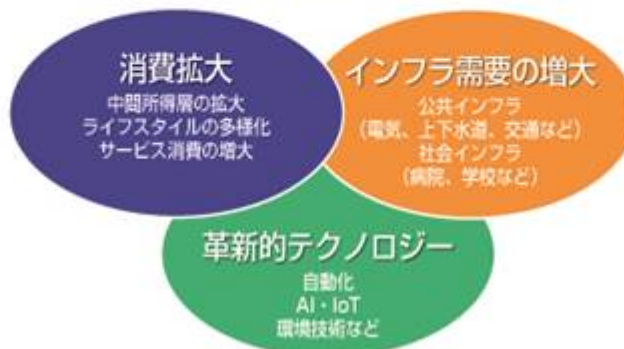 消費拡大
中間所得層の拡大
ライフスタイルの多様化
サービス消費の増大
インフラ需要の増大
公共インフラ
（電気、上下水道、交通など）
社会インフラ
（病院、学校など）
革新的テクノロジー
自動化
AI・IoT
環境技術など